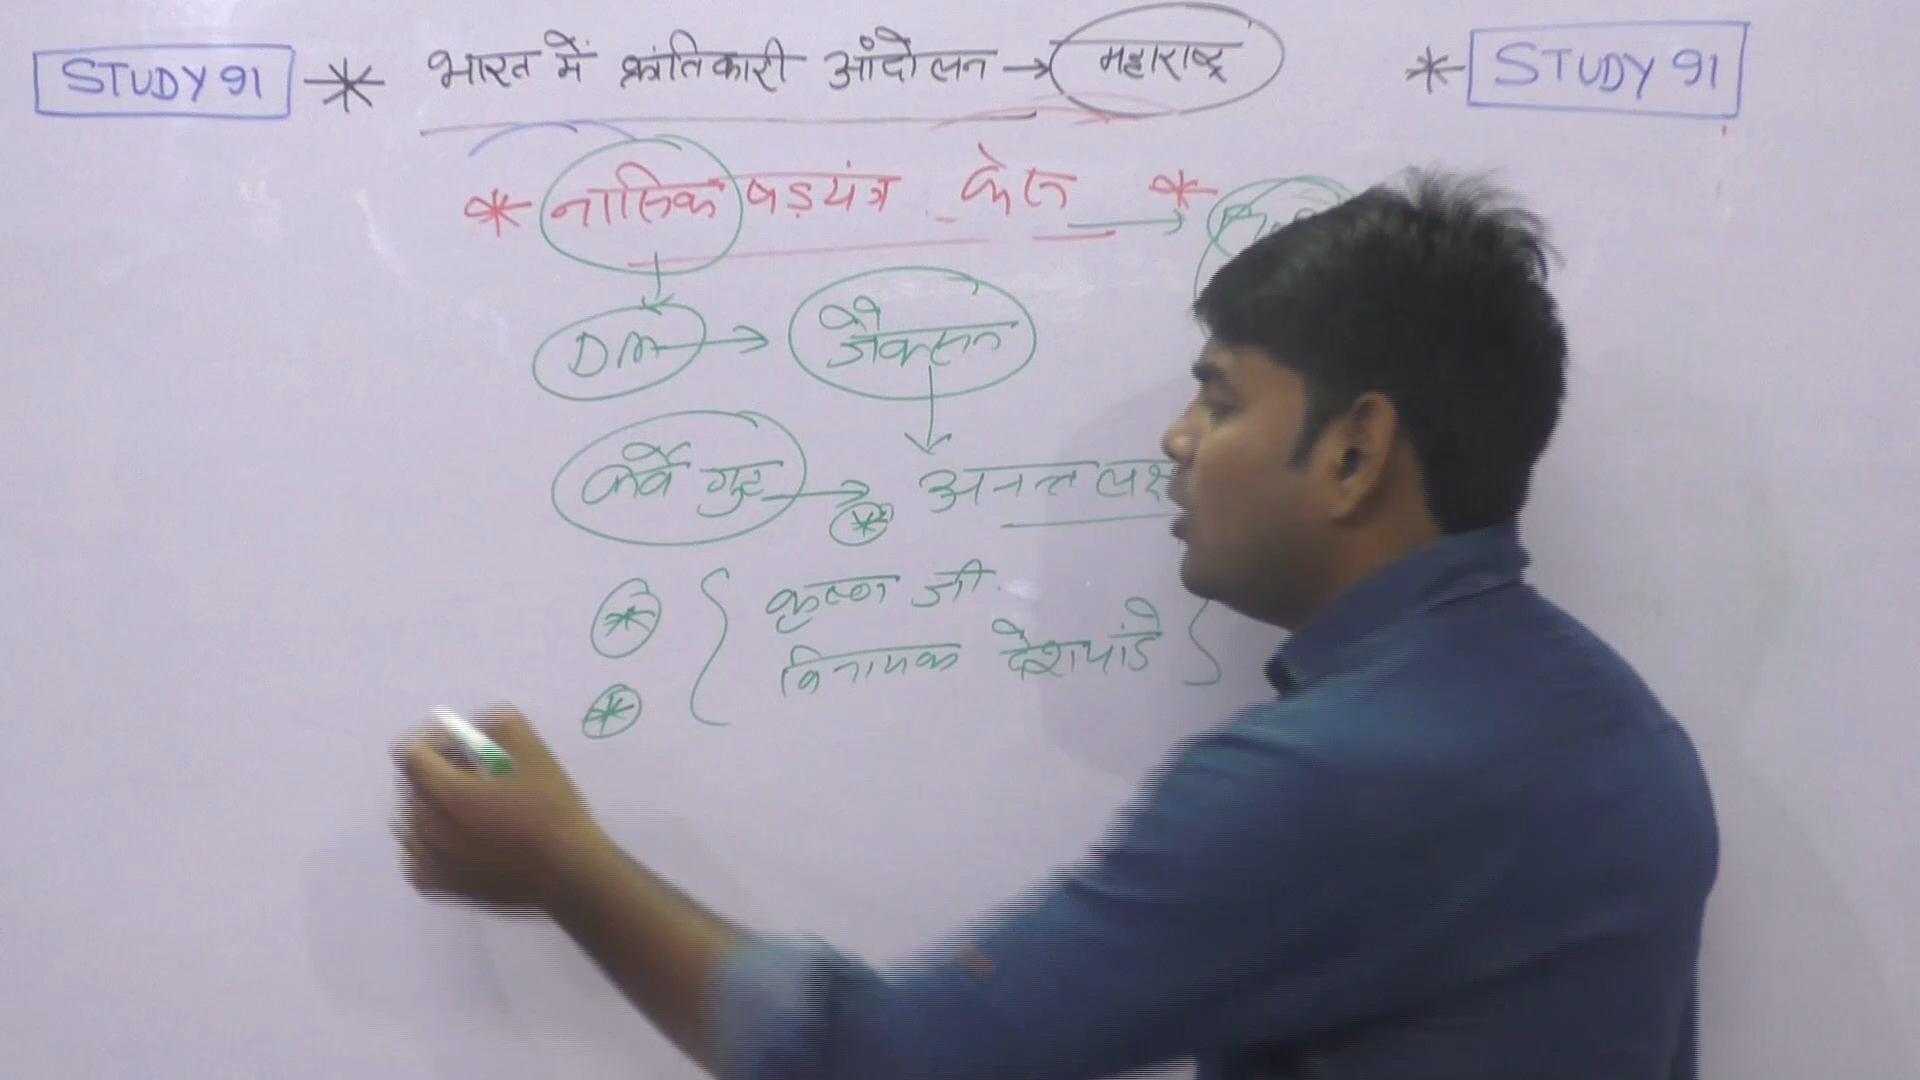 STUDY 91 * भारत में क्रांतिकारी आंदोलन → महाराष्ट्र * STUDY 91
* नासिक षड़यंत्र केस *
DM → जैक्सन
कर्वे गुट → * अनन्त
* { कृष्ण जी
* विनायक देशपांडे }